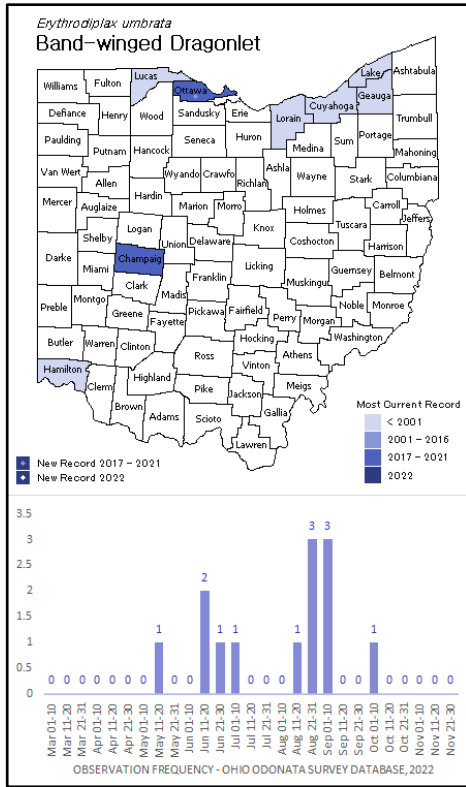 Erythrodiplax umbrata
Band-winged Dragonlet
Williams
Fulton
Lucas
Ottawa
Lake
Ashtabula
Geauga
Cuyahoga
Defiance
Henry
Wood
Sandusky
Erie
Lorain
Trumbull
Paulding
Putnam
Hancock
Seneca
Huron
Medina
Sum
Portage
Mahoning
Van Wert
Allen
Wyando
Crawfo
Richlan
Ashla
Wayne
Stark
Columbiana
Mercer
Auglaize
Hardin
Marion
Morro
Holmes
Carroll
Jeffers
Tuscara
Logan
Shelby
Union
Delaware
Knox
Coshocton
Harrison
Darke
Champaig
Miami
Licking
Guernsey
Belmont
Clark
Franklin
Muskingu
Madis
Preble
Montgo
Greene
Pickawa
Fairfield
Perry
Noble
Monroe
Morgan
Fayette
Washington
Butler
Warren
Clinton
Hocking
Athens
Ross
Vinton
Hamilton
Clerm
Highland
Pike
Jackson
Meigs
Brown
Adams
Scioto
Gallia
Lawren
Most Current Record
< 2001
2001 - 2016
2017 - 2021
2022
New Record 2017 - 2021
New Record 2022
3.5
3
2.5
2
1.5
1
0.5
0
0 0 0 0 0 0 0 1 0 0 2 1 1 0 0 0 1 3 3 0 0 1 0 0 0 0 0
Mar 01-10
Mar 11-20
Mar 21-31
Apr 01-10
Apr 11-20
Apr 21-30
May 01-10
May 11-20
May 21-31
Jun 01-10
Jun 11-20
Jun 21-30
Jul 01-10
Jul 11-20
Jul 21-31
Aug 01-10
Aug 11-20
Aug 21-31
Sep 01-10
Sep 11-20
Sep 21-30
Oct 01-10
Oct 11-20
Oct 21-31
Nov 01-10
Nov 11-20
Nov 21-30
OBSERVATION FREQUENCY - OHIO ODONATA SURVEY DATABASE, 2022